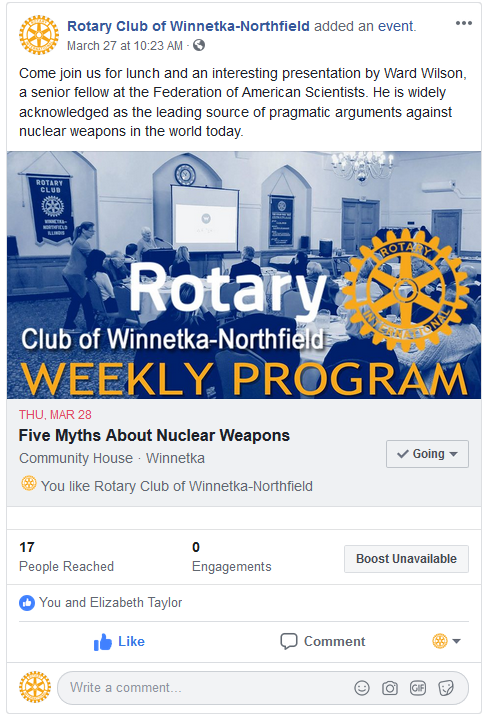 Rotary Club of Winnetka-Northfield added an event.
March 27 at 10:23 AM ·
Come join us for lunch and an interesting presentation by Ward Wilson,
a senior fellow at the Federation of American Scientists. He is widely
acknowledged as the leading source of pragmatic arguments against
nuclear weapons in the world today.
ROTARY
CLUB
WINNETKA-
NORTHFIELD
ILLINOIS
Rotary
Club of Winnetka-Northfield
WEEKLY PROGRAM
ROTARY
INTERNATIONAL
THU, MAR 28
Five Myths About Nuclear Weapons
Community House · Winnetka
Going
You like Rotary Club of Winnetka-Northfield
17
People Reached
0
Engagements
Boost Unavailable
You and Elizabeth Taylor
Like
Comment
Write a comment...
GIF